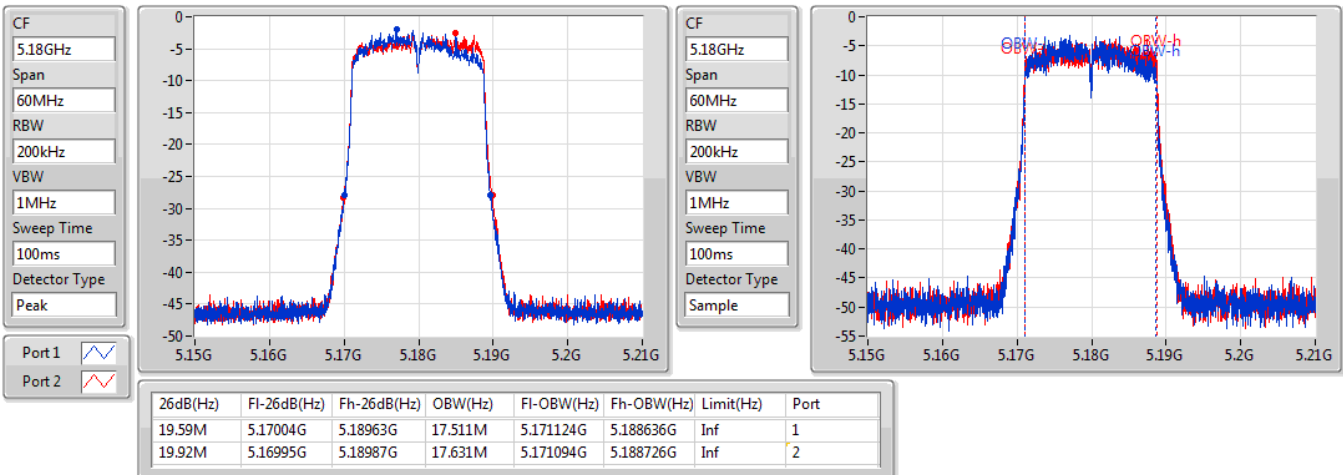 CF
5.18GHz
Span
60MHz
RBW
200kHz
VBW
1MHz
Sweep Time
100ms
Detector Type
Peak
0
-5
-10
-15
-20
-25
-30
-35
-40
-45
-50
5.15G 5.16G 5.17G 5.18G 5.19G 5.2G 5.21G
Port 1
Port 2
CF
5.18GHz
Span
60MHz
RBW
200kHz
VBW
1MHz
Sweep Time
100ms
Detector Type
Sample
0
-5
-10
-15
-20
-25
-30
-35
-40
-45
-50
-55
OBW-h
5.15G 5.16G 5.17G 5.18G 5.19G 5.2G 5.21G
26dB(Hz) Fl-26dB(Hz) Fh-26dB(Hz) OBW(Hz) Fl-OBW(Hz) Fh-OBW(Hz) Limit(Hz) Port
19.59M 5.17004G 5.18963G 17.511M 5.171124G 5.188636G Inf 1
19.92M 5.16995G 5.18987G 17.631M 5.171094G 5.188726G Inf 2